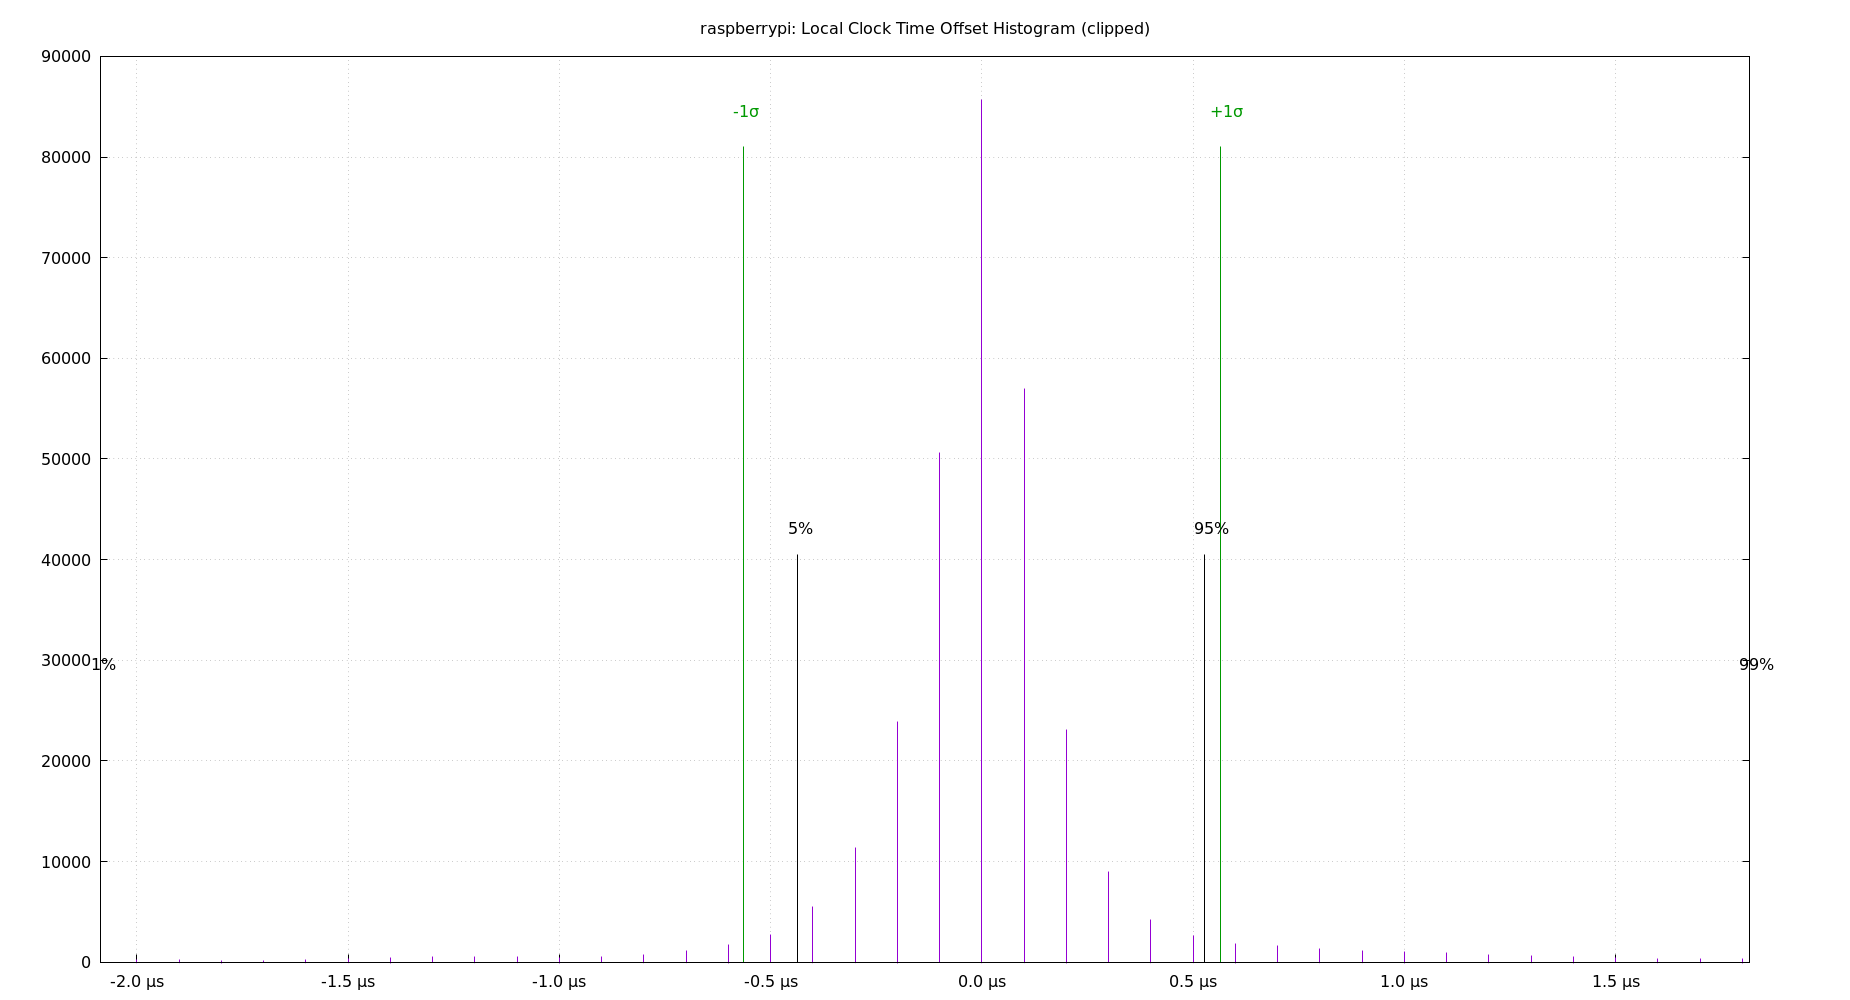 raspberrypi: Local Clock Time Offset Histogram (clipped)
90000
-1σ
+1σ
80000
70000
60000
50000
5%
95%
40000
30000
1%
99%
20000
10000
0
-2.0 µs
-1.5 µs
-1.0 µs
-0.5 µs
0.0 µs
0.5 µs
1.0 µs
1.5 µs